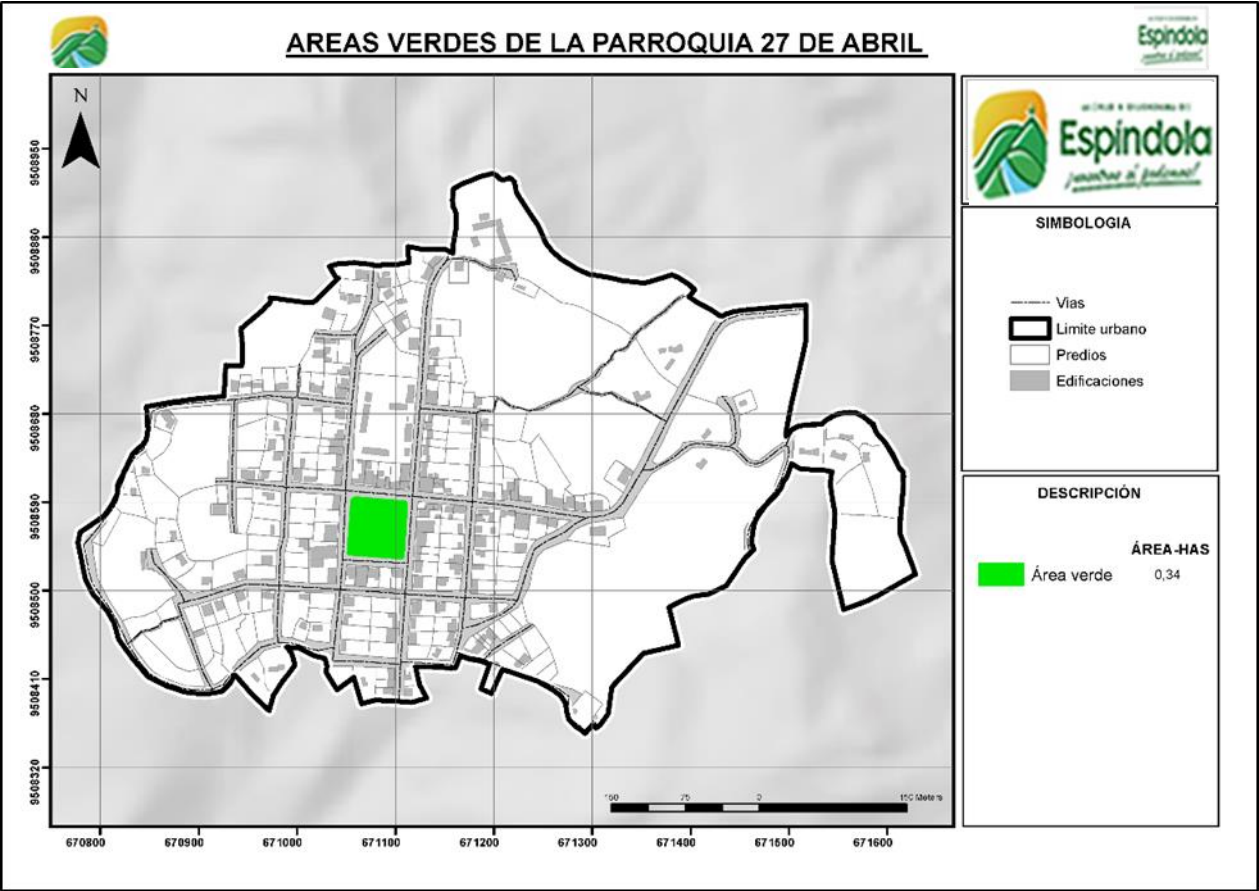 AREAS VERDES DE LA PARROQUIA 27 DE ABRIL
Espíndola
Espíndola
N
9508950
9508880
9508770
9508680
9508590
9508500
9508410
9508320
670800
670900
671000
671100
671200
671300
671400
671500
671600
150 75 0 150 Meters
SIMBOLOGIA
Vias
Limite urbano
Predios
Edificaciones
DESCRIPCIÓN
ÁREA-HAS
Área verde 0,34